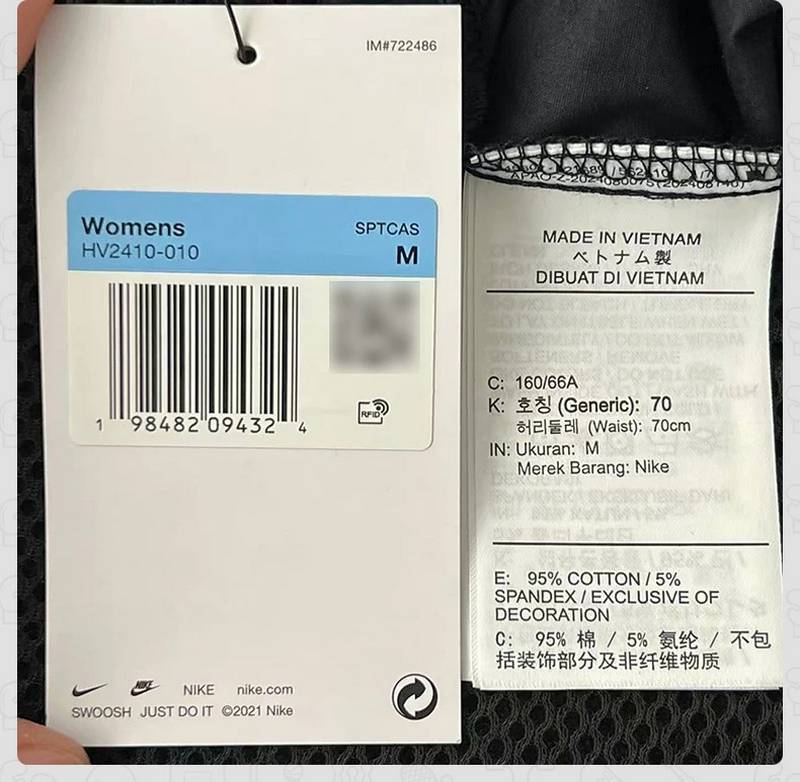 IM#722486
Womens
SPTCAS
HV2410-010
M
1 98482 09432 4
RFID
NIKE
NIKE nike.com
SWOOSH JUST DO IT ©2021 Nike
MADE IN VIETNAM
ベトナム製
DIBUAT DI VIETNAM
C: 160/66A
K: 호칭 (Generic): 70
허리둘레 (Waist): 70cm
IN: Ukuran: M
Merek Barang: Nike
E: 95% COTTON / 5%
SPANDEX / EXCLUSIVE OF
DECORATION
C: 95% 棉 / 5% 氨纶 / 不包
括装饰部分及非纤维物质